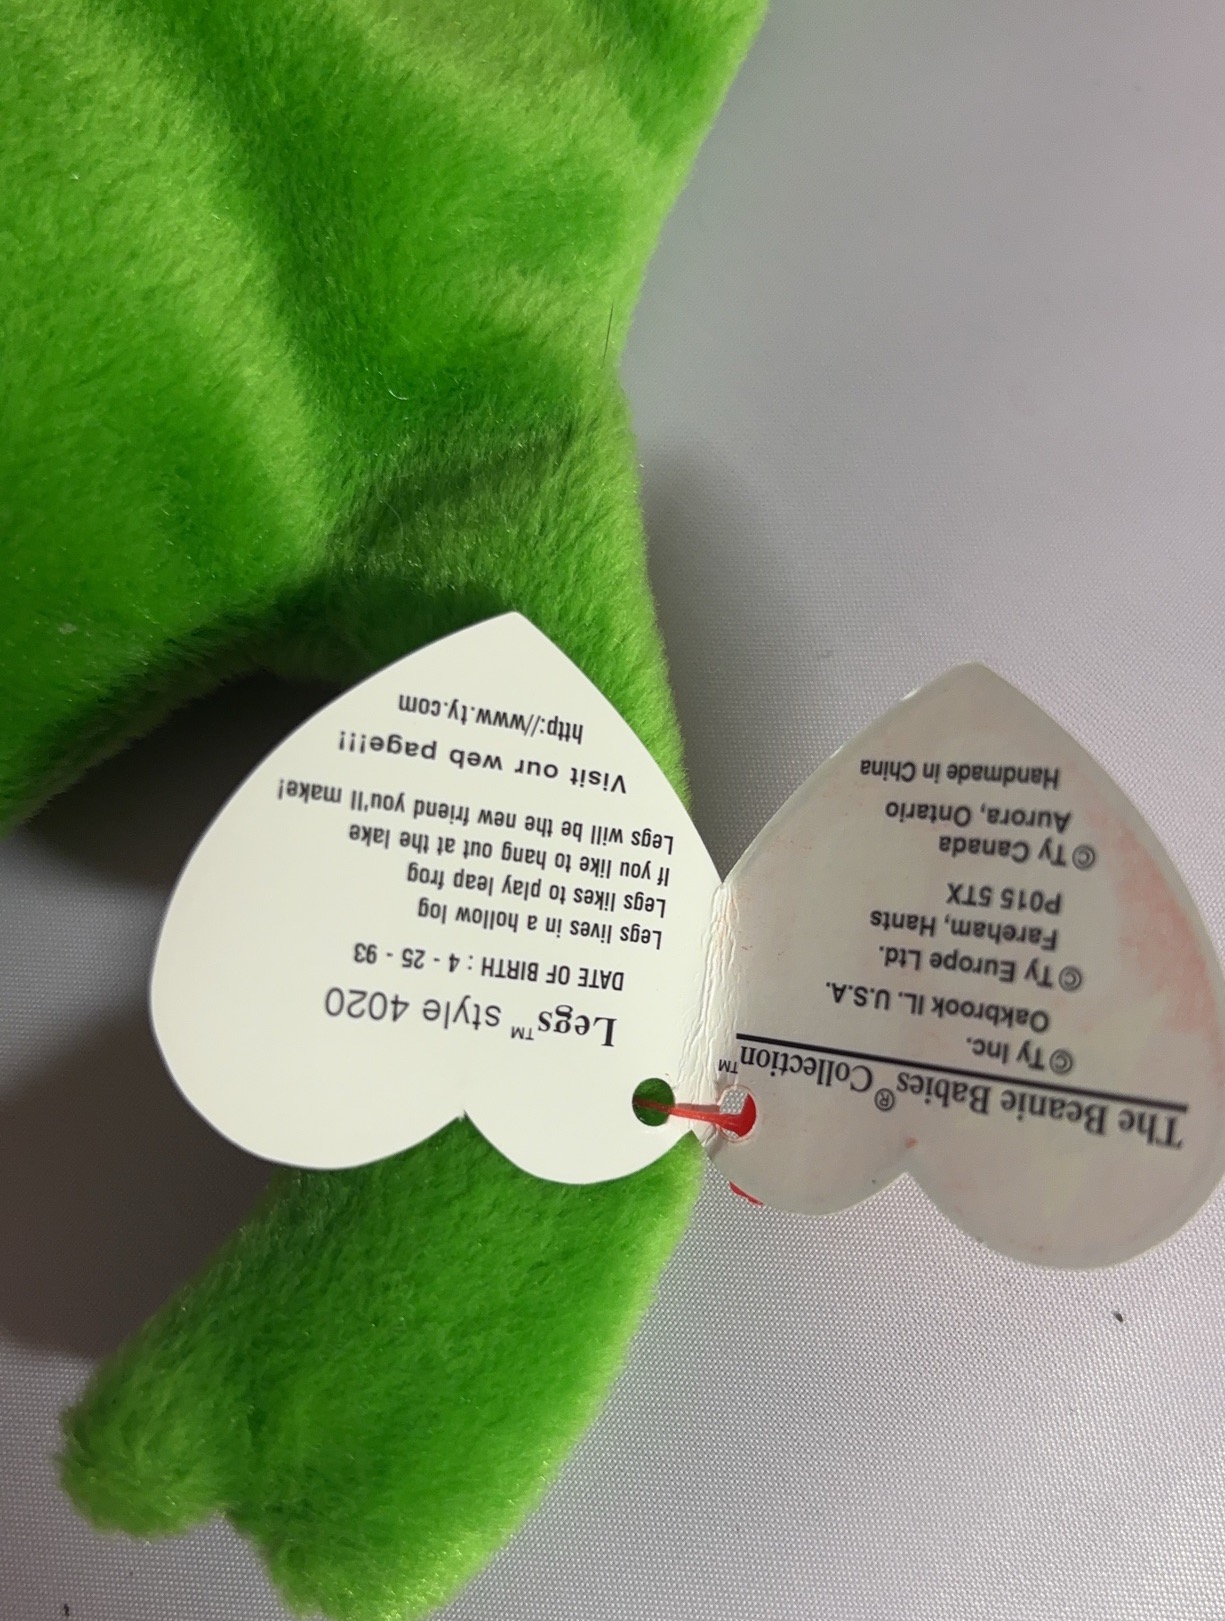 The Beanie Babies®Collection™
© Ty Inc.
Oakbrook IL. U.S.A.
© Ty Europe Ltd.
Fareham, Hants
P015 5TX
© Ty Canada
Aurora, Ontario
Handmade in China
Legs™ style 4020
DATE OF BIRTH : 4 - 25 - 93
Legs lives in a hollow log
Legs likes to play leap frog
If you like to hang out at the lake
Legs will be the new friend you'll make!
Visit our web page!!!
http://www.ty.com